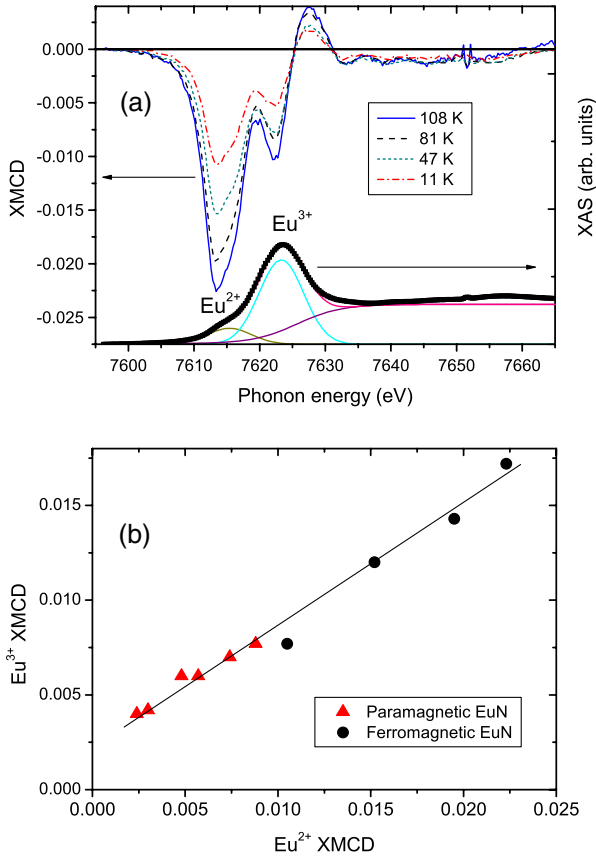 0.000
-0.005
-0.010
-0.015
-0.020
-0.025
XMCD
(a)
108 K
81 K
47 K
11 K
XAS (arb. units)
Eu3+
Eu2+
7600 7610 7620 7630 7640 7650 7660
Phonon energy (eV)
0.015
0.010
0.005
0.000
Eu3+ XMCD
(b)
Paramagnetic EuN
Ferromagnetic EuN
0.000 0.005 0.010 0.015 0.020 0.025
Eu2+ XMCD